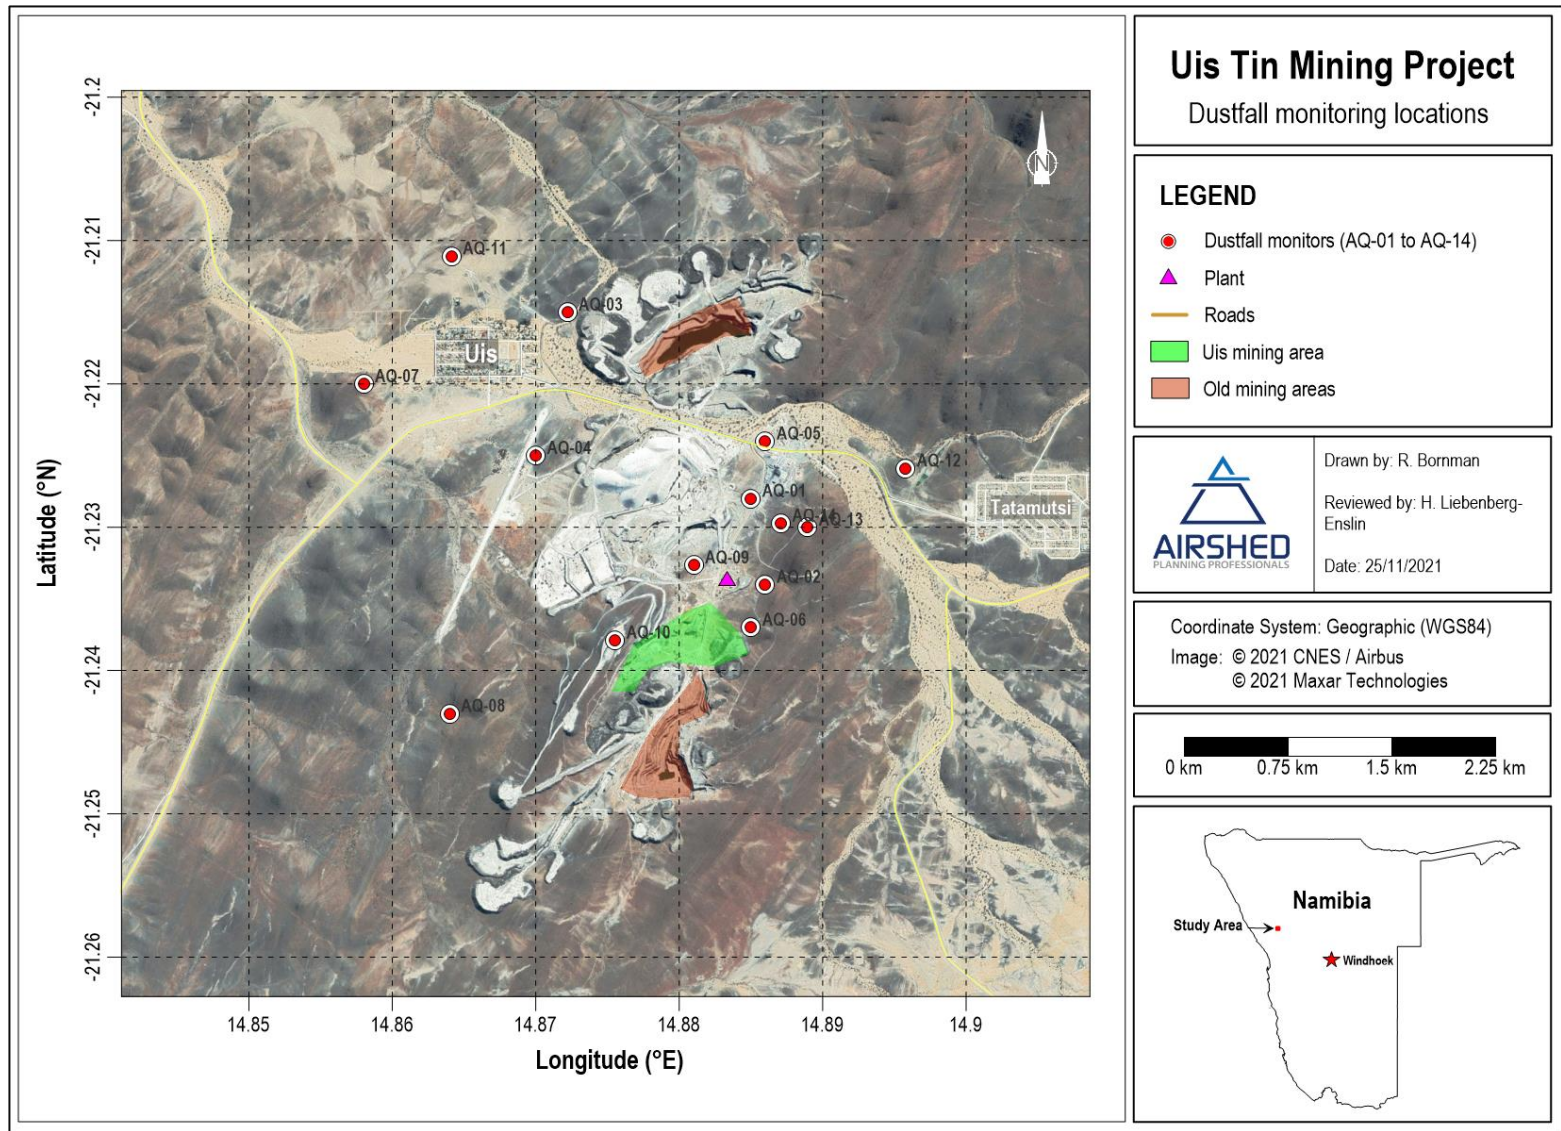 Uis Tin Mining Project
Dustfall monitoring locations
LEGEND
Dustfall monitors (AQ-01 to AQ-14)
Plant
Roads
Uis mining area
Old mining areas
AIRSHED
PLANNING PROFESSIONALS
Drawn by: R. Bornman
Reviewed by: H. Liebenberg-
Enslin
Date: 25/11/2021
Coordinate System: Geographic (WGS84)
Image: © 2021 CNES / Airbus
© 2021 Maxar Technologies
0 km 0.75 km 1.5 km 2.25 km
Namibia
Study Area
Windhoek
N
AQ-11
AQ-03
Uis
AQ-07
AQ-05
AQ-04
AQ-12
AQ-01
Tatamutsi
AQ-14
AQ-13
AQ-09
AQ-02
AQ-06
AQ-10
AQ-08
-21.2
-21.21
-21.22
-21.23
-21.24
-21.25
-21.26
Latitude (°N)
14.85 14.86 14.87 14.88 14.89 14.9
Longitude (°E)